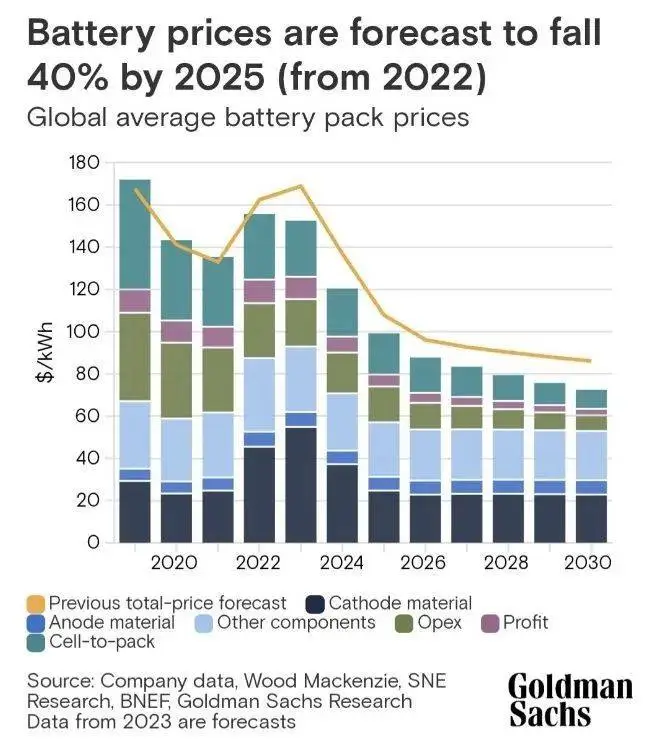 Battery prices are forecast to fall
40% by 2025 (from 2022)
Global average battery pack prices
180
160
140
120
100
80
60
40
20
0
$/kWh
2020 2022 2024 2026 2028 2030
Previous total-price forecast Cathode material
Anode material Other components Opex Profit
Cell-to-pack
Source: Company data, Wood Mackenzie, SNE
Research, BNEF, Goldman Sachs Research
Data from 2023 are forecasts
Goldman
Sachs